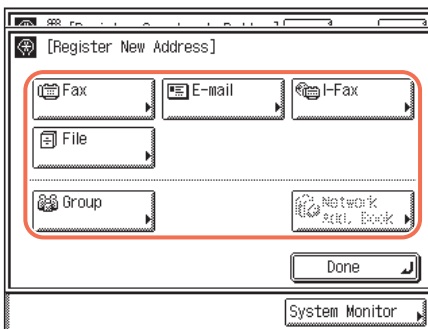 [Register New Address]
Fax
E-mail
I-Fax
File
Group
Network
Add. Book
Done
System Monitor